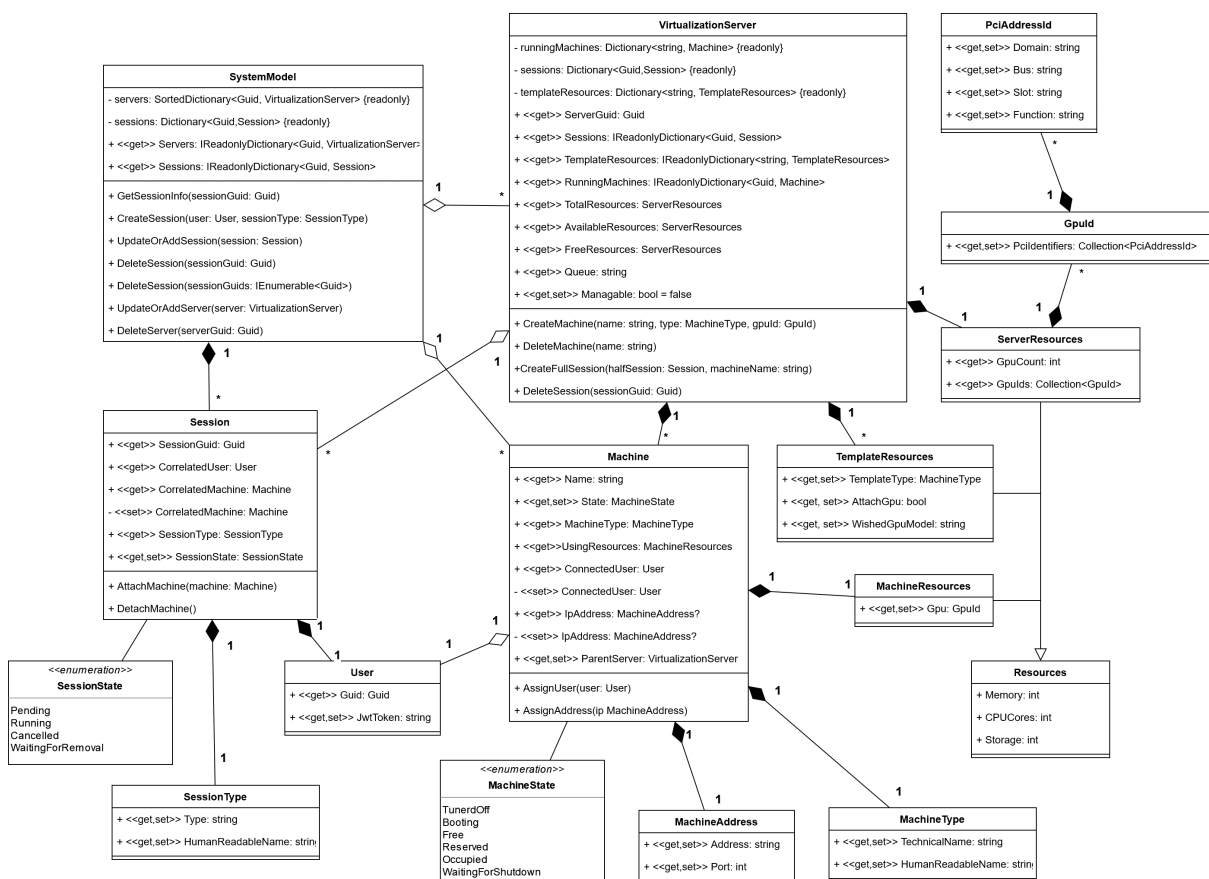 VirtualizationServer
- runningMachines: Dictionary<string, Machine> {readonly}
- sessions: Dictionary<Guid,Session> {readonly}
- templateResources: Dictionary<string, TemplateResources> {readonly}
+ <<get>> ServerGuid: Guid
+ <<get>> Sessions: IReadonlyDictionary<Guid, Session>
+ <<get>> TemplateResources: IReadonlyDictionary<string, TemplateResources>
+ <<get>> RunningMachines: IReadonlyDictionary<Guid, Machine>
+ <<get>> TotalResources: ServerResources
+ <<get>> AvailableResources: ServerResources
+ <<get>> FreeResources: ServerResources
+ <<get>> Queue: string
+ <<get,set>> Managable: bool = false
+ CreateMachine(name: string, type: MachineType, gpuId: GpuId)
+ DeleteMachine(name: string)
+CreateFullSession(halfSession: Session, machineName: string)
+ DeleteSession(sessionGuid: Guid)
PciAddressId
+ <<get,set>> Domain: string
+ <<get,set>> Bus: string
+ <<get,set>> Slot: string
+ <<get,set>> Function: string
*
SystemModel
- servers: SortedDictionary<Guid, VirtualizationServer> {readonly}
- sessions: Dictionary<Guid,Session> {readonly}
+ <<get>> Servers: IReadonlyDictionary<Guid, VirtualizationServer>
+ <<get>> Sessions: IReadonlyDictionary<Guid, Session>
+ GetSessionInfo(sessionGuid: Guid)
+ CreateSession(user: User, sessionType: SessionType)
+ UpdateOrAddSession(session: Session)
+ DeleteSession(sessionGuid: Guid)
+ DeleteSession(sessionGuids: IEnumerable<Guid>)
+ UpdateOrAddServer(server: VirtualizationServer)
+ DeleteServer(serverGuid: Guid)
1
*
1
GpuId
+ <<get,set>> PciIdentifiers: Collection<PciAddressId>
*
1
1
1
ServerResources
+ <<get,set>> GpuCount: int
+ <<get,set>> GpuIds: Collection<GpuId>
1
1
1
*
*
*
1
*
1
*
Session
+ <<get>> SessionGuid: Guid
+ <<get>> CorrelatedUser: User
+ <<get>> CorrelatedMachine: Machine
- <<set>> CorrelatedMachine: Machine
+ <<get>> SessionType: SessionType
+ <<get,set>> SessionState: SessionState
+ AttachMachine(machine: Machine)
+ DetachMachine()
Machine
+ <<get>> Name: string
+ <<get,set>> State: MachineState
+ <<get>> MachineType: MachineType
+ <<get>>UsingResources: MachineResources
+ <<get>> ConnectedUser: User
- <<set>> ConnectedUser: User
+ <<get>> IpAddress: MachineAddress?
- <<set>> IpAddress: MachineAddress?
+ <<get,set>> ParentServer: VirtualizationServer
+ AssignUser(user: User)
+ AssignAddress(ip MachineAddress)
TemplateResources
+ <<get,set>> TemplateType: MachineType
+ <<get, set>> AttachGpu: bool
+ <<get, set>> WishedGpuModel: string
1
1
MachineResources
+ <<get,set>> Gpu: GpuId
1
1
1
1
1
1
<<enumeration>>
SessionState
Pending
Running
Cancelled
WaitingForRemoval
User
+ <<get>> Guid: Guid
+ <<get,set>> JwtToken: string
Resources
+ Memory: int
+ CPUCores: int
+ Storage: int
1
1
1
<<enumeration>>
MachineState
TunerdOff
Booting
Free
Reserved
Occupied
WaitingForShutdown
SessionType
+ <<get,set>> Type: string
+ <<get,set>> HumanReadableName: string
1
1
MachineAddress
+ <<get,set>> Address: string
+ <<get,set>> Port: int
MachineType
+ <<get,set>> TechnicalName: string
+ <<get,set>> HumanReadableName: string